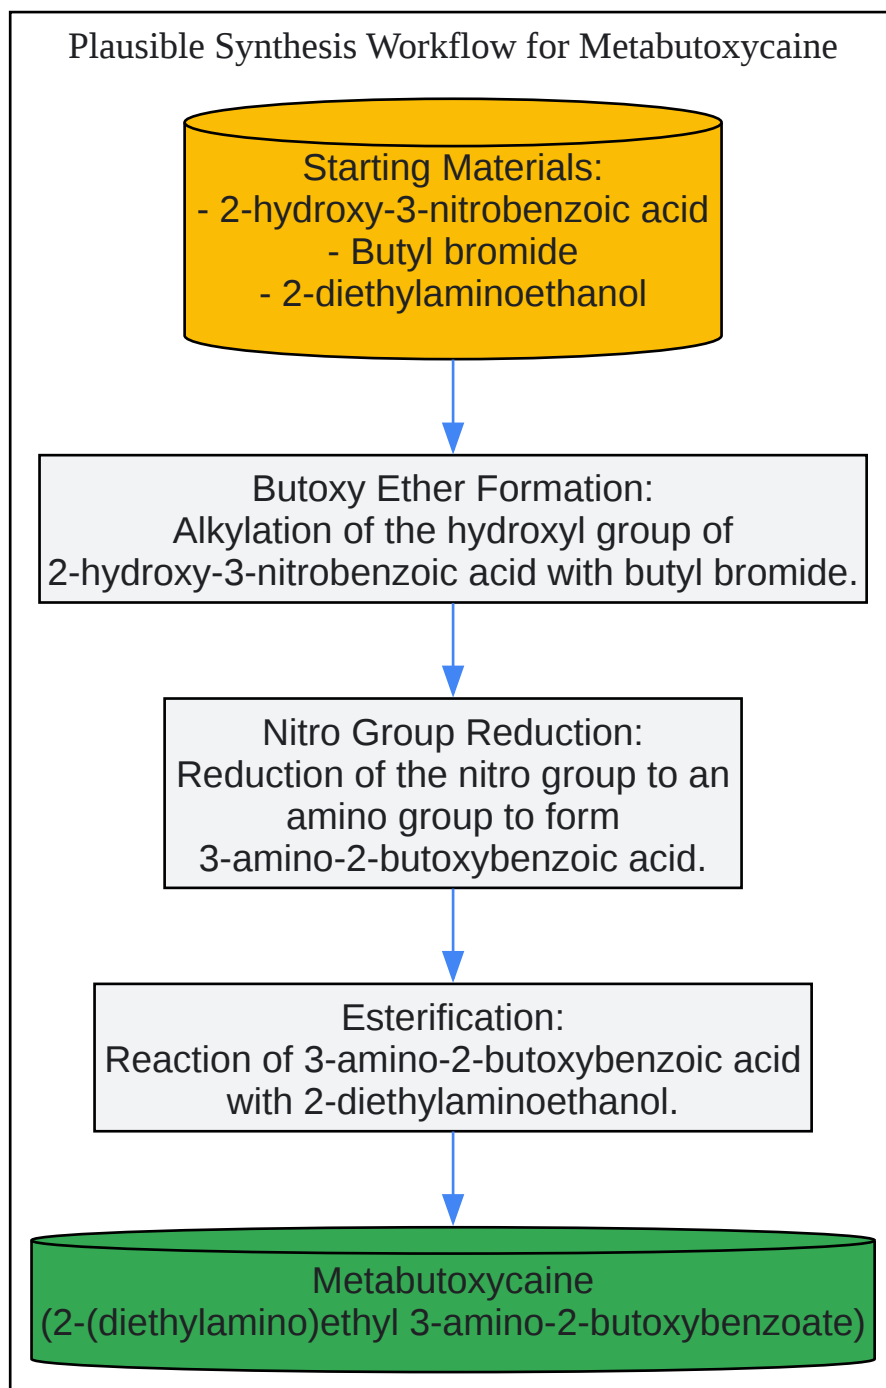 Plausible Synthesis Workflow for Metabutoxycaine
Starting Materials:
- 2-hydroxy-3-nitrobenzoic acid
- Butyl bromide
- 2-diethylaminoethanol
Butoxy Ether Formation:
Alkylation of the hydroxyl group of
2-hydroxy-3-nitrobenzoic acid with butyl bromide.
Nitro Group Reduction:
Reduction of the nitro group to an
amino group to form
3-amino-2-butoxybenzoic acid.
Esterification:
Reaction of 3-amino-2-butoxybenzoic acid
with 2-diethylaminoethanol.
Metabutoxycaine
(2-(diethylamino)ethyl 3-amino-2-butoxybenzoate)